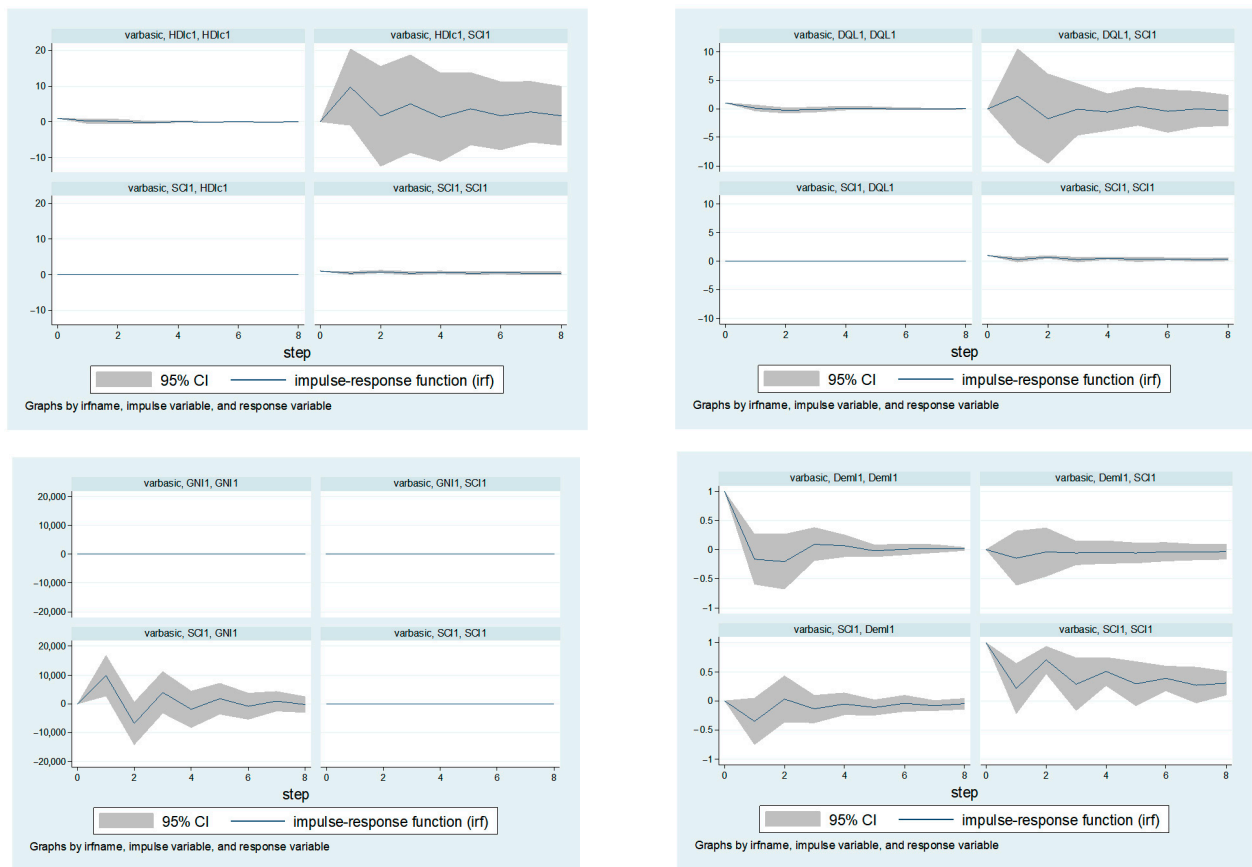 varbasic, HDIc1, HDIc1
varbasic, HDIc1, SCI1
20
10
0
−10
varbasic, SCI1, HDIc1
varbasic, SCI1, SCI1
20
10
0
−10
0 2 4 6 8 0 2 4 6 8
step
95% CI impulse-response function (irf)
Graphs by irfname, impulse variable, and response variable
varbasic, DQL1, DQL1
varbasic, DQL1, SCI1
10
5
0
−5
−10
varbasic, SCI1, DQL1
varbasic, SCI1, SCI1
10
5
0
−5
−10
0 2 4 6 8 0 2 4 6 8
step
95% CI impulse-response function (irf)
Graphs by irfname, impulse variable, and response variable
varbasic, GNI1, GNI1
varbasic, GNI1, SCI1
20,000
10,000
0
−10,000
−20,000
varbasic, SCI1, GNI1
varbasic, SCI1, SCI1
20,000
10,000
0
−10,000
−20,000
0 2 4 6 8 0 2 4 6 8
step
95% CI impulse-response function (irf)
Graphs by irfname, impulse variable, and response variable
varbasic, DemI1, DemI1
varbasic, DemI1, SCI1
1
0.5
0
−0.5
−1
varbasic, SCI1, DemI1
varbasic, SCI1, SCI1
1
0.5
0
−0.5
−1
0 2 4 6 8 0 2 4 6 8
step
95% CI impulse-response function (irf)
Graphs by irfname, impulse variable, and response variable